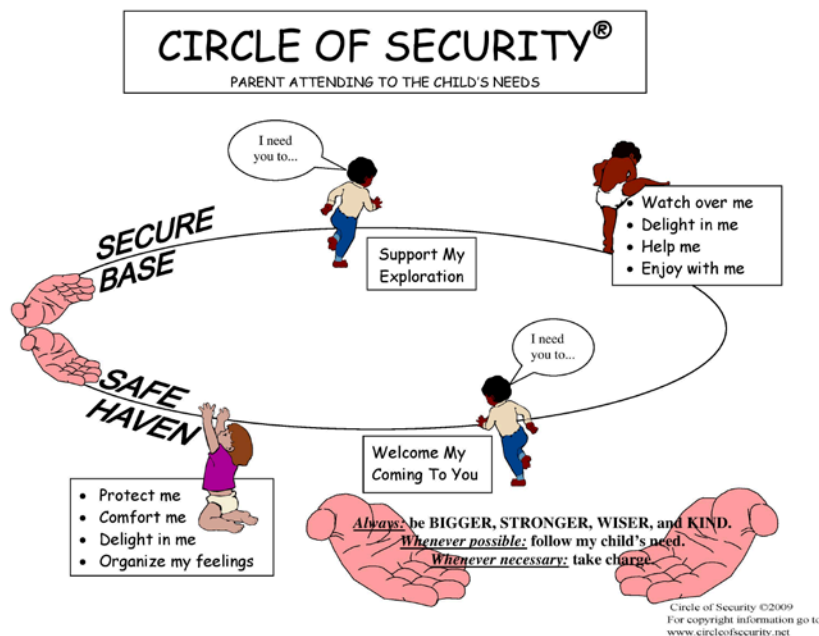 CIRCLE OF SECURITY®
PARENT ATTENDING TO THE CHILD'S NEEDS
I need
you to...
SECURE
BASE
Support My
Exploration
• Watch over me
• Delight in me
• Help me
• Enjoy with me
I need
you to...
SAFE
HAVEN
Welcome My
Coming To You
• Protect me
• Comfort me
• Delight in me
• Organize my feelings
Always: be BIGGER, STRONGER, WISER, and KIND.
Whenever possible: follow my child's need.
Whenever necessary: take charge.
Circle of Security ©2009
For copyright information go to
www.circleofsecurity.net